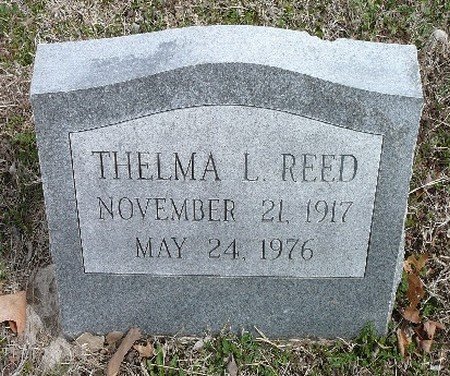 THELMA L. REED
NOVEMBER 21, 1917
MAY 24, 1976